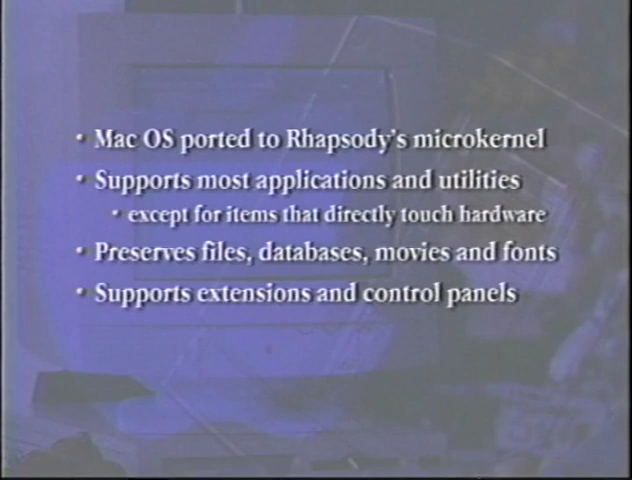 • Mac OS ported to Rhapsody's microkernel
• Supports most applications and utilities
• except for items that directly touch hardware
• Preserves files, databases, movies and fonts
• Supports extensions and control panels